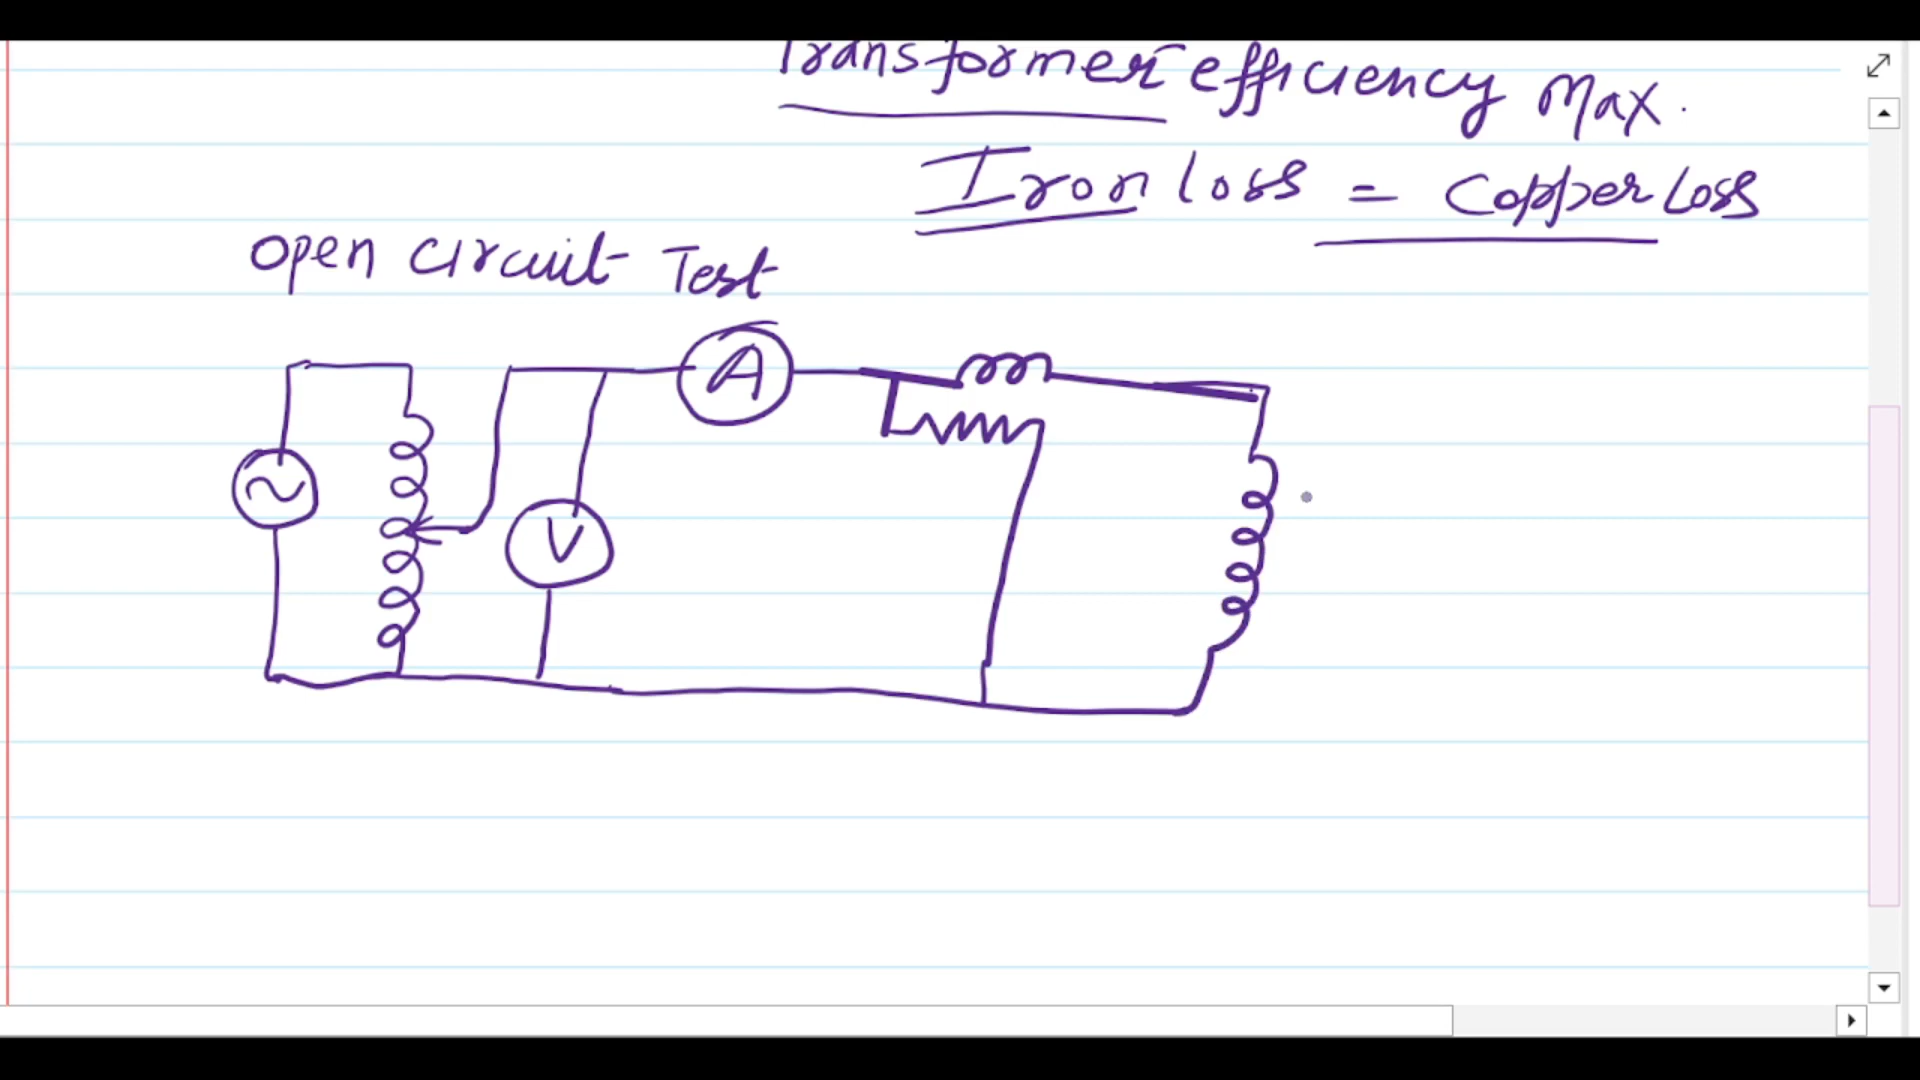 Transformer efficiency Max.
Iron loss = Copper Loss
Open Circuit Test
A
V